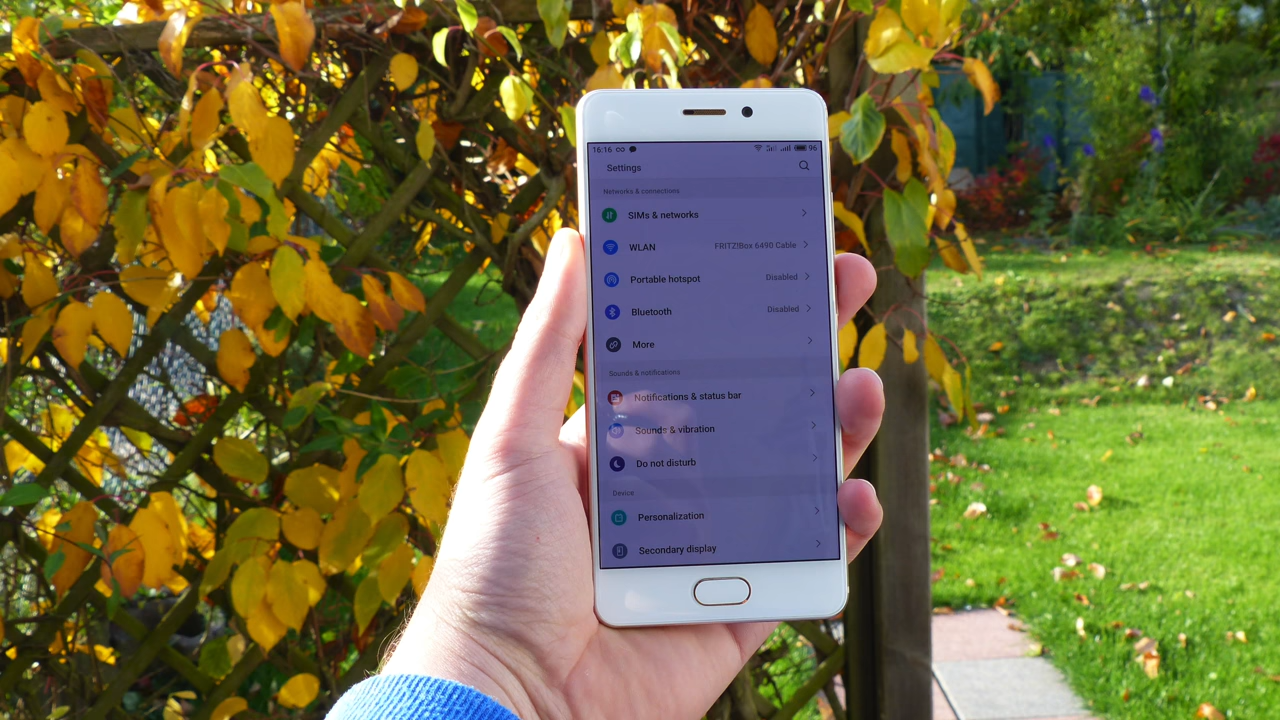 16:16 96
Settings
Networks & connections
SIMs & networks
WLAN FRITZ!Box 6490 Cable
Portable hotspot Disabled
Bluetooth Disabled
More
Sounds & notifications
Notifications & status bar
Sounds & vibration
Do not disturb
Device
Personalization
Secondary display